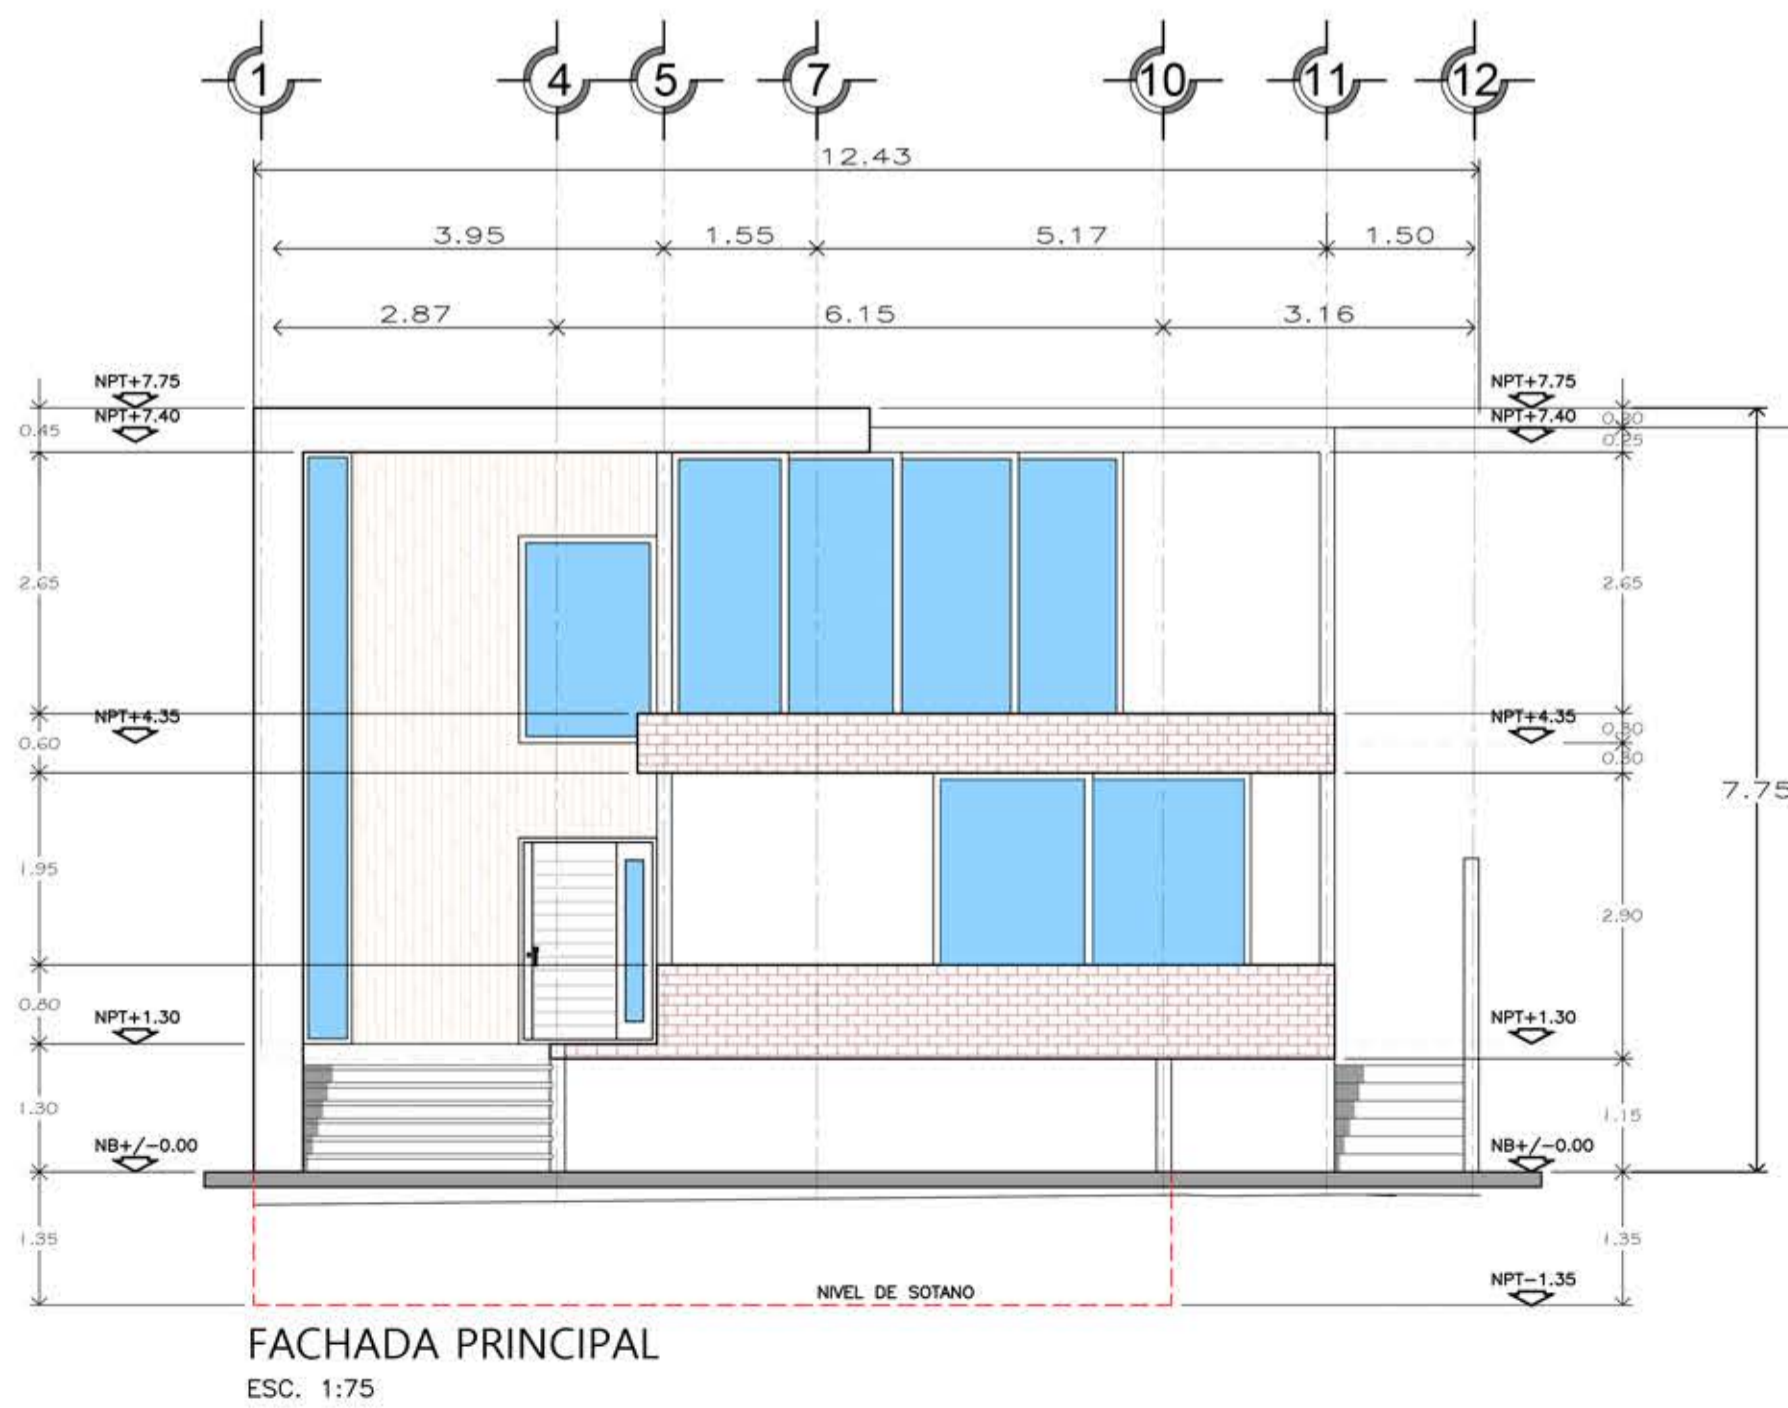 1 4 5 7 10 11 12
12.43
3.95 1.55 5.17 1.50
2.87 6.15 3.16
NPT+7.75 NPT+7.75
NPT+7.40 NPT+7.40
0.45 0.20
0.25
2.65 2.65
NPT+4.35 NPT+4.35
0.60 0.30
0.30
7.75
1.95 2.90
0.80
NPT+1.30 NPT+1.30
1.30 1.15
NB+/-0.00 NB+/-0.00
1.35 1.35
NIVEL DE SOTANO NPT-1.35
FACHADA PRINCIPAL
ESC. 1:75